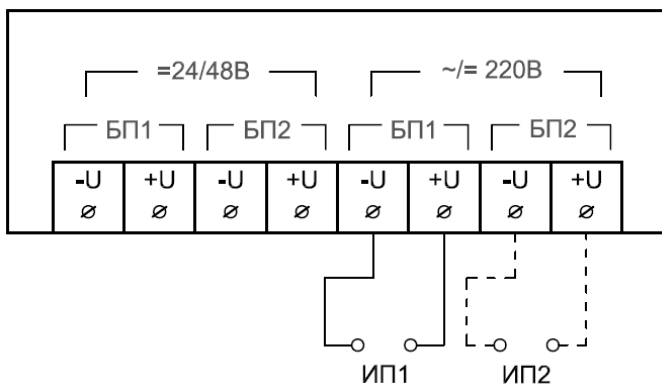 =24/48В ~/= 220В
БП1 БП2 БП1 БП2
-U +U -U +U -U +U -U +U
ИП1 ИП2